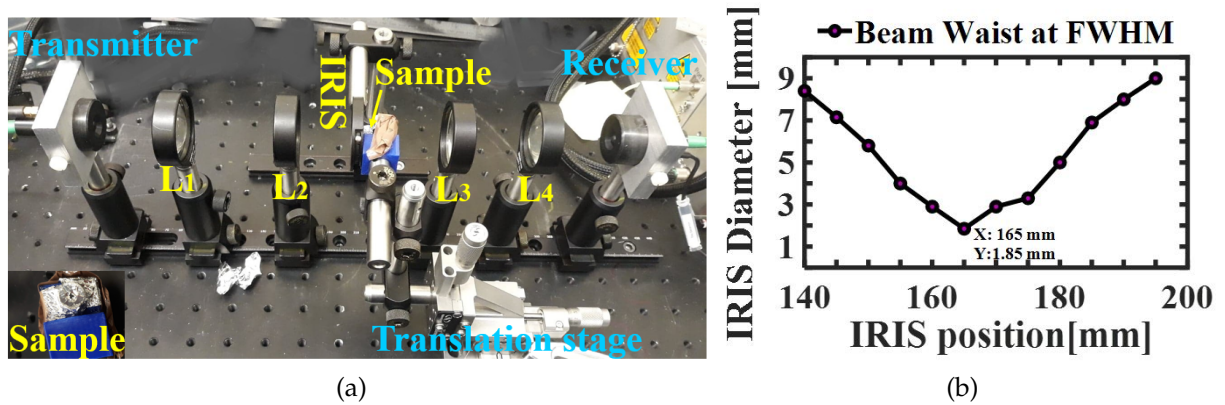 Transmitter
IRIS
Sample
Receiver
L1
L2
L3
L4
Sample
Translation stage
(a)
Beam Waist at FWHM
IRIS Diameter [mm]
9
7
5
3
1
X: 165 mm
Y:1.85 mm
140 160 180 200
IRIS position[mm]
(b)